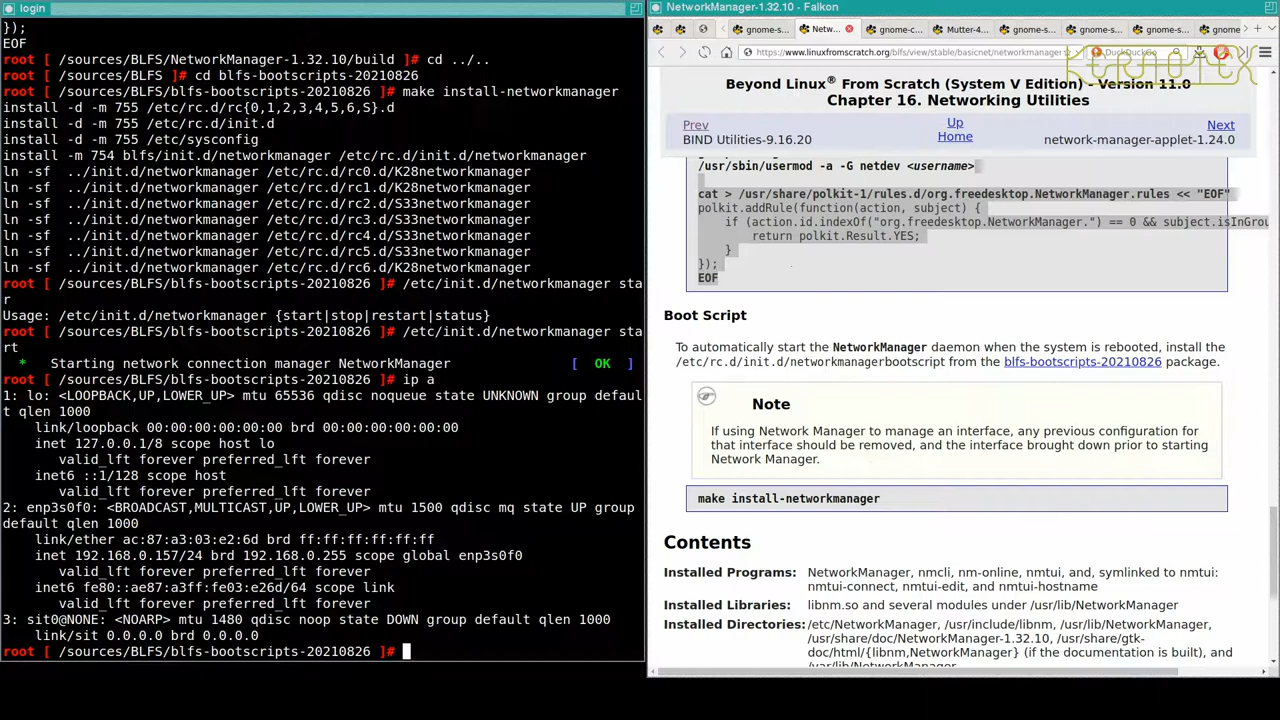 login
});
EOF
root [ /sources/BLFS/NetworkManager-1.32.10/build ]# cd ../..
root [ /sources/BLFS ]# cd blfs-bootscripts-20210826
root [ /sources/BLFS/blfs-bootscripts-20210826 ]# make install-networkmanager
install -d -m 755 /etc/rc.d/rc{0,1,2,3,4,5,6,S}.d
install -d -m 755 /etc/rc.d/init.d
install -d -m 755 /etc/sysconfig
install -m 754 blfs/init.d/networkmanager /etc/rc.d/init.d/networkmanager
ln -sf  ../init.d/networkmanager /etc/rc.d/rc0.d/K28networkmanager
ln -sf  ../init.d/networkmanager /etc/rc.d/rc1.d/K28networkmanager
ln -sf  ../init.d/networkmanager /etc/rc.d/rc2.d/S33networkmanager
ln -sf  ../init.d/networkmanager /etc/rc.d/rc3.d/S33networkmanager
ln -sf  ../init.d/networkmanager /etc/rc.d/rc4.d/S33networkmanager
ln -sf  ../init.d/networkmanager /etc/rc.d/rc5.d/S33networkmanager
ln -sf  ../init.d/networkmanager /etc/rc.d/rc6.d/K28networkmanager
root [ /sources/BLFS/blfs-bootscripts-20210826 ]# /etc/init.d/networkmanager sta
r
Usage: /etc/init.d/networkmanager {start|stop|restart|status}
root [ /sources/BLFS/blfs-bootscripts-20210826 ]# /etc/init.d/networkmanager sta
rt
*   Starting network connection manager NetworkManager [  OK  ]
root [ /sources/BLFS/blfs-bootscripts-20210826 ]# ip a
1: lo: <LOOPBACK,UP,LOWER_UP> mtu 65536 qdisc noqueue state UNKNOWN group defaul
t qlen 1000
link/loopback 00:00:00:00:00:00 brd 00:00:00:00:00:00
inet 127.0.0.1/8 scope host lo
valid_lft forever preferred_lft forever
inet6 ::1/128 scope host
valid_lft forever preferred_lft forever
2: enp3s0f0: <BROADCAST,MULTICAST,UP,LOWER_UP> mtu 1500 qdisc mq state UP group
default qlen 1000
link/ether ac:87:a3:03:e2:6d brd ff:ff:ff:ff:ff:ff
inet 192.168.0.157/24 brd 192.168.0.255 scope global enp3s0f0
valid_lft forever preferred_lft forever
inet6 fe80::ae87:a3ff:fe03:e26d/64 scope link
valid_lft forever preferred_lft forever
3: sit0@NONE: <NOARP> mtu 1480 qdisc noop state DOWN group default qlen 1000
link/sit 0.0.0.0 brd 0.0.0.0
root [ /sources/BLFS/blfs-bootscripts-20210826 ]#
NetworkManager-1.32.10 - Falkon
gnome-s... Netw... gnome-c... Mutter-4 gnome-s... gnome-s... gnome-s... gnome
https://www.linuxfromscratch.org/blfs/view/stable/basicnet/networkmanager DuckDuckGo
KERNOTEX
Beyond Linux® From Scratch (System V Edition) - Version 11.0
Chapter 16. Networking Utilities
Prev Up Next
BIND Utilities-9.16.20 Home network-manager-applet-1.24.0
/usr/sbin/usermod -a -G netdev <username>
cat > /usr/share/polkit-1/rules.d/org.freedesktop.NetworkManager.rules << "EOF"
polkit.addRule(function(action, subject) {
if (action.id.indexOf("org.freedesktop.NetworkManager.") == 0 && subject.isInGrou
return polkit.Result.YES;
}
});
EOF
Boot Script
To automatically start the NetworkManager daemon when the system is rebooted, install the
/etc/rc.d/init.d/networkmanagerbootscript from the blfs-bootscripts-20210826 package.
Note
If using Network Manager to manage an interface, any previous configuration for
that interface should be removed, and the interface brought down prior to starting
Network Manager.
make install-networkmanager
Contents
Installed Programs: NetworkManager, nmcli, nm-online, nmtui, and, symlinked to nmtui:
nmtui-connect, nmtui-edit, and nmtui-hostname
Installed Libraries: libnm.so and several modules under /usr/lib/NetworkManager
Installed Directories: /etc/NetworkManager, /usr/include/libnm, /usr/lib/NetworkManager,
/usr/share/doc/NetworkManager-1.32.10, /usr/share/gtk-
doc/html/{libnm,NetworkManager} (if the documentation is built), and
/var/lib/NetworkManager